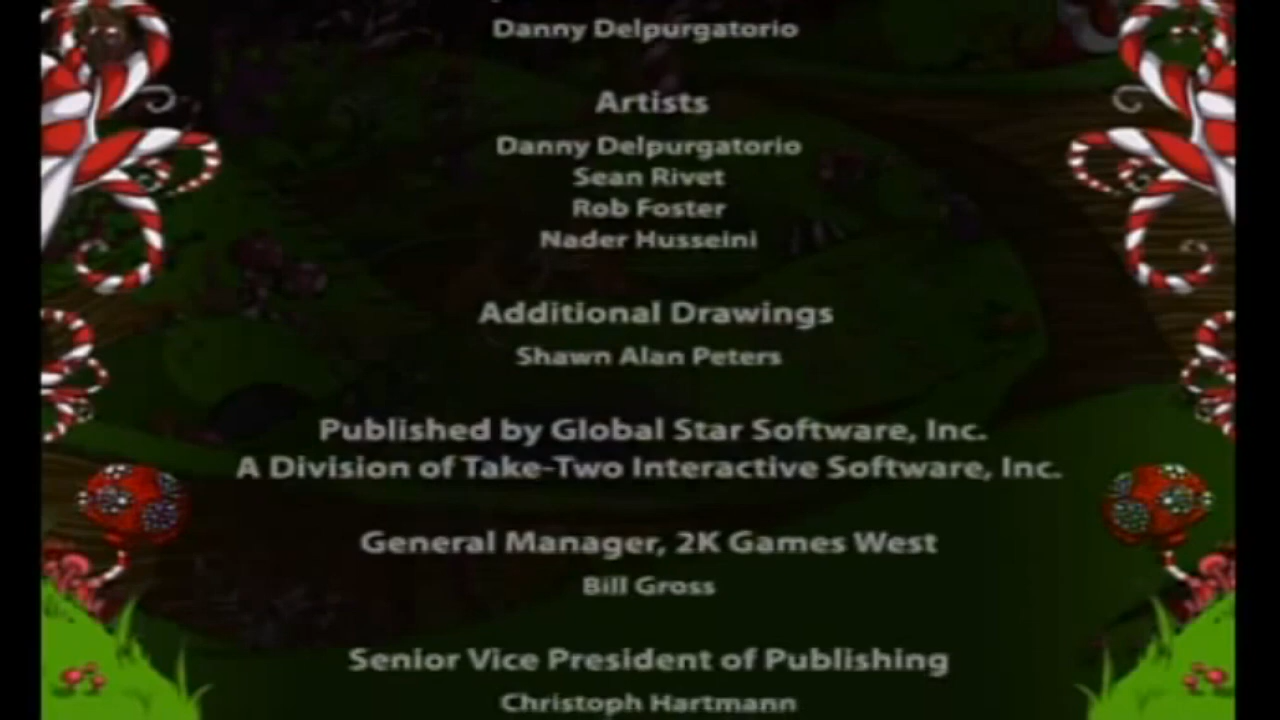 Danny Delpurgatorio
Artists
Danny Delpurgatorio
Sean Rivet
Rob Foster
Nader Husseini
Additional Drawings
Shawn Alan Peters
Published by Global Star Software, Inc.
A Division of Take-Two Interactive Software, Inc.
General Manager, 2K Games West
Bill Gross
Senior Vice President of Publishing
Christoph Hartmann